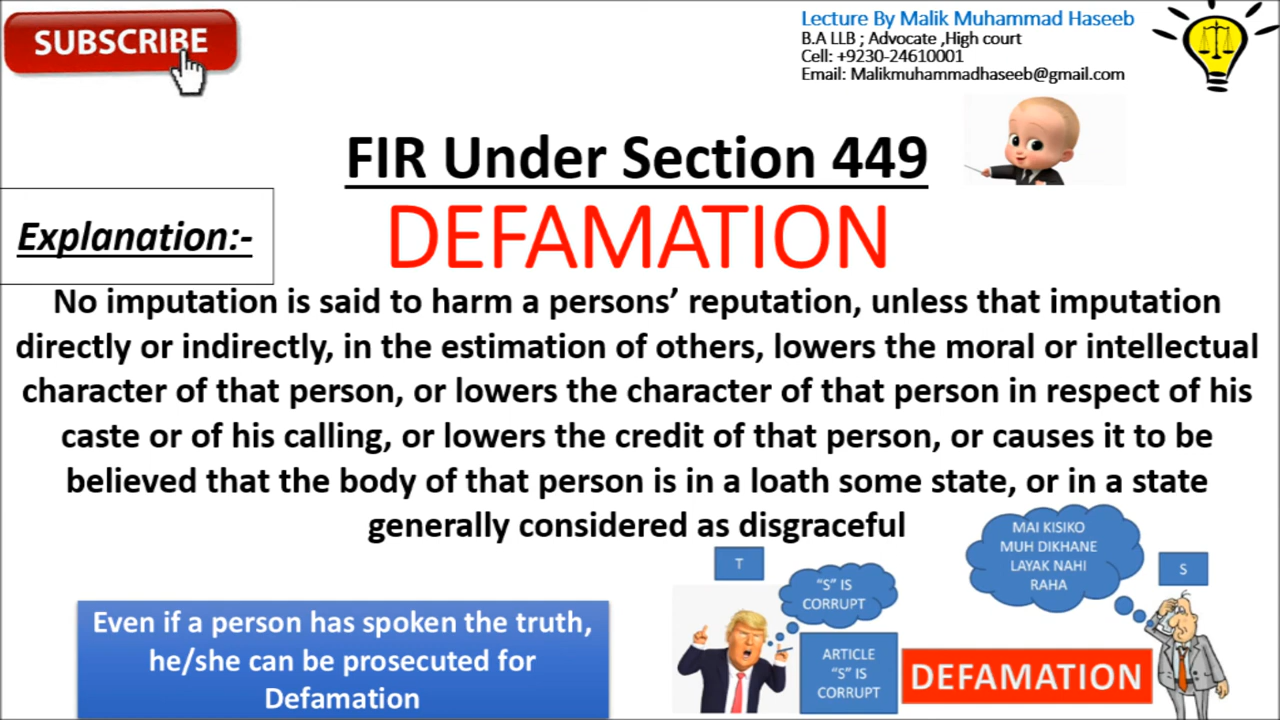 SUBSCRIBE
Lecture By Malik Muhammad Haseeb
B.A LLB ; Advocate ,High court
Cell: +9230-24610001
Email: Malikmuhammadhaseeb@gmail.com
FIR Under Section 449
Explanation:-
DEFAMATION
No imputation is said to harm a persons’ reputation, unless that imputation
directly or indirectly, in the estimation of others, lowers the moral or intellectual
character of that person, or lowers the character of that person in respect of his
caste or of his calling, or lowers the credit of that person, or causes it to be
believed that the body of that person is in a loath some state, or in a state
generally considered as disgraceful
Even if a person has spoken the truth,
he/she can be prosecuted for
Defamation
T
“S” IS
CORRUPT
ARTICLE
“S” IS
CORRUPT
DEFAMATION
MAI KISIKO
MUH DIKHANE
LAYAK NAHI
RAHA
S